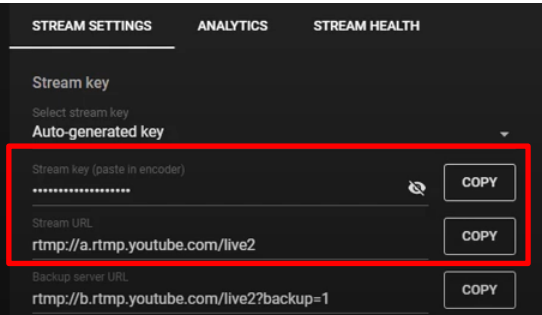 STREAM SETTINGS ANALYTICS STREAM HEALTH
Stream key
Select stream key
Auto-generated key
Stream key (paste in encoder)
••••••••••••••••••• COPY
Stream URL
rtmp://a.rtmp.youtube.com/live2 COPY
Backup server URL
rtmp://b.rtmp.youtube.com/live2?backup=1 COPY